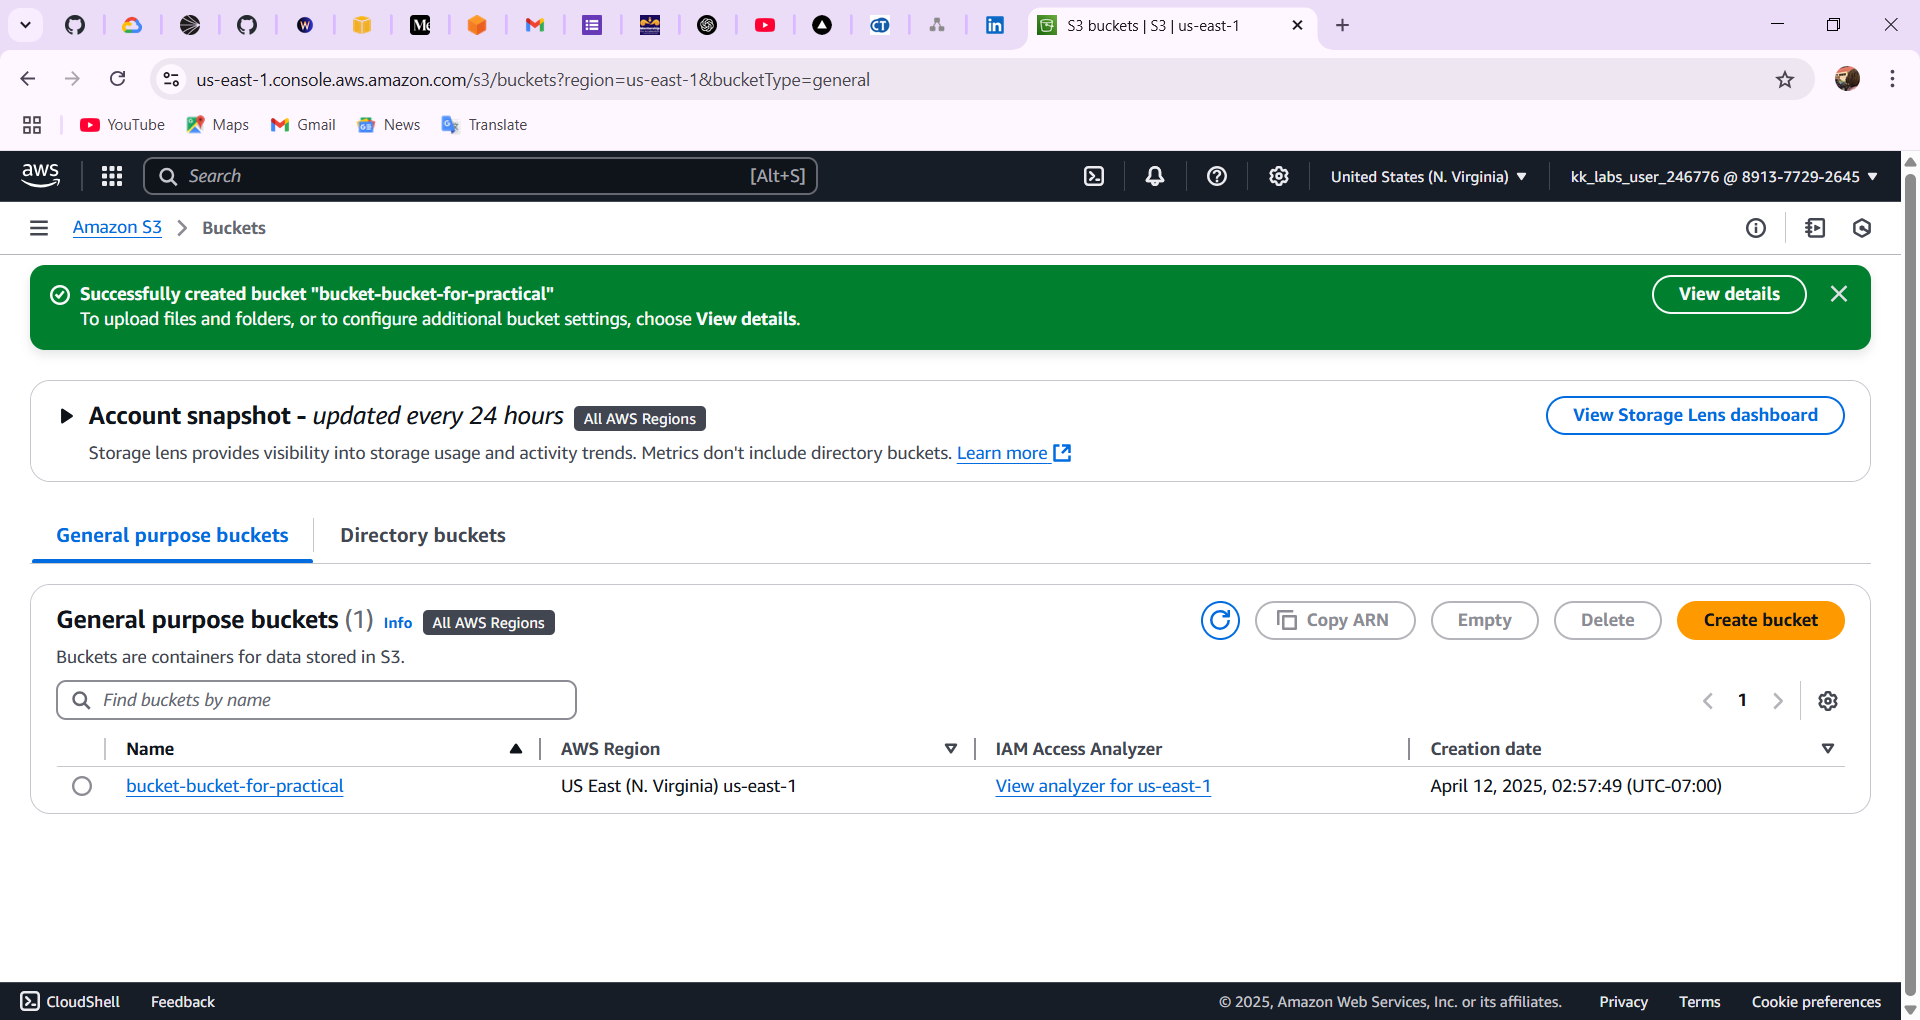 S3 buckets | S3 | us-east-1
us-east-1.console.aws.amazon.com/s3/buckets?region=us-east-1&bucketType=general
YouTube Maps Gmail News Translate
aws Search [Alt+S] United States (N. Virginia) kk_labs_user_246776 @ 8913-7729-2645
Amazon S3 Buckets
Successfully created bucket "bucket-bucket-for-practical" View details
To upload files and folders, or to configure additional bucket settings, choose View details.
Account snapshot - updated every 24 hours All AWS Regions View Storage Lens dashboard
Storage lens provides visibility into storage usage and activity trends. Metrics don't include directory buckets. Learn more
General purpose buckets Directory buckets
General purpose buckets (1) Info All AWS Regions Copy ARN Empty Delete Create bucket
Buckets are containers for data stored in S3.
Find buckets by name 1
Name AWS Region IAM Access Analyzer Creation date
bucket-bucket-for-practical US East (N. Virginia) us-east-1 View analyzer for us-east-1 April 12, 2025, 02:57:49 (UTC-07:00)
CloudShell Feedback © 2025, Amazon Web Services, Inc. or its affiliates. Privacy Terms Cookie preferences